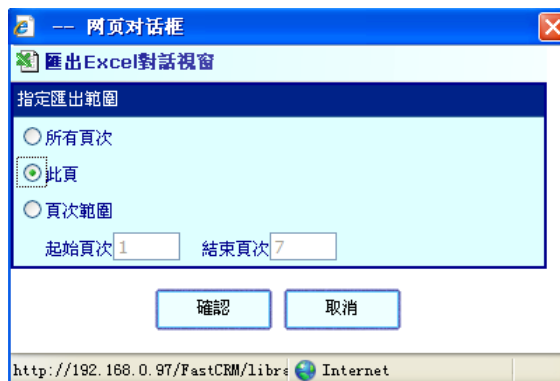 -- 网页对话框
匯出Excel對話視窗
指定匯出範圍
所有頁次
此頁
頁次範圍
起始頁次 1 結束頁次 7
確認 取消
http://192.168.0.97/FastCRM/libra Internet